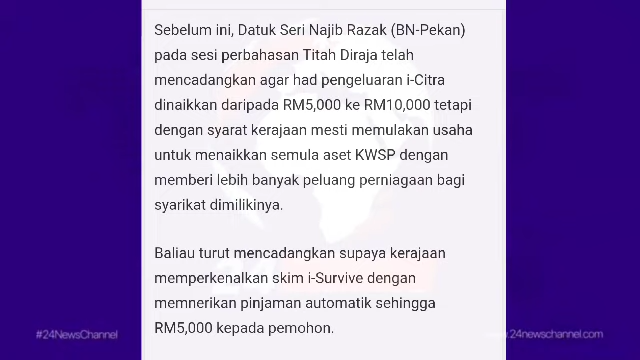 Sebelum ini, Datuk Seri Najib Razak (BN-Pekan)
pada sesi perbahasan Titah Diraja telah
mencadangkan agar had pengeluaran i-Citra
dinaikkan daripada RM5,000 ke RM10,000 tetapi
dengan syarat kerajaan mesti memulakan usaha
untuk menaikkan semula aset KWSP dengan
memberi lebih banyak peluang perniagaan bagi
syarikat dimilikinya.
Baliau turut mencadangkan supaya kerajaan
memperkenalkan skim i-Survive dengan
memnerikan pinjaman automatik sehingga
RM5,000 kepada pemohon.
#24NewsChannel
www.24newschannel.com